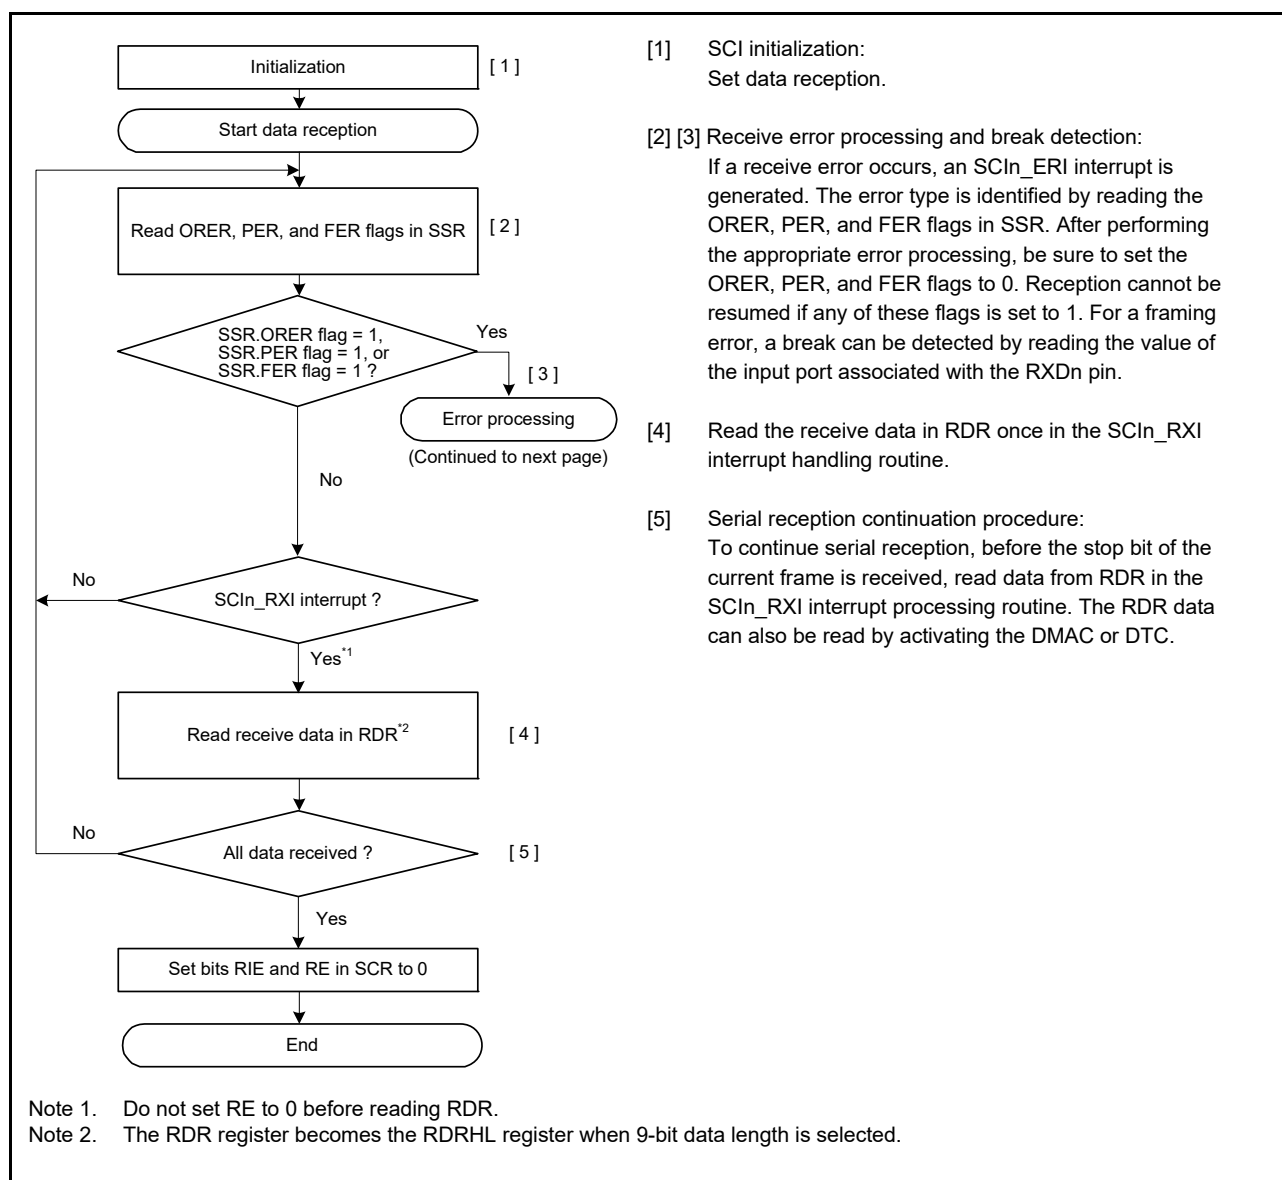 Initialization
[ 1 ]
Start data reception
Read ORER, PER, and FER flags in SSR
[ 2 ]
SSR.ORER flag = 1,
SSR.PER flag = 1, or
SSR.FER flag = 1 ?
Yes
[ 3 ]
Error processing
(Continued to next page)
No
No
SCIn_RXI interrupt ?
Yes*1
Read receive data in RDR*2
[ 4 ]
No
All data received ?
[ 5 ]
Yes
Set bits RIE and RE in SCR to 0
End
[1] SCI initialization:
Set data reception.
[2] [3] Receive error processing and break detection:
If a receive error occurs, an SCIn_ERI interrupt is
generated. The error type is identified by reading the
ORER, PER, and FER flags in SSR. After performing
the appropriate error processing, be sure to set the
ORER, PER, and FER flags to 0. Reception cannot be
resumed if any of these flags is set to 1. For a framing
error, a break can be detected by reading the value of
the input port associated with the RXDn pin.
[4] Read the receive data in RDR once in the SCIn_RXI
interrupt handling routine.
[5] Serial reception continuation procedure:
To continue serial reception, before the stop bit of the
current frame is received, read data from RDR in the
SCIn_RXI interrupt processing routine. The RDR data
can also be read by activating the DMAC or DTC.
Note 1. Do not set RE to 0 before reading RDR.
Note 2. The RDR register becomes the RDRHL register when 9-bit data length is selected.